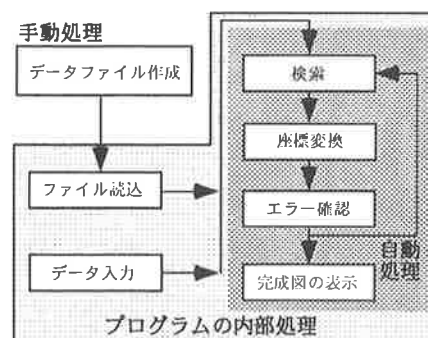 手動処理
データファイル作成
ファイル読込
データ入力
検索
座標変換
エラー確認
自動
処理
完成図の表示
プログラムの内部処理